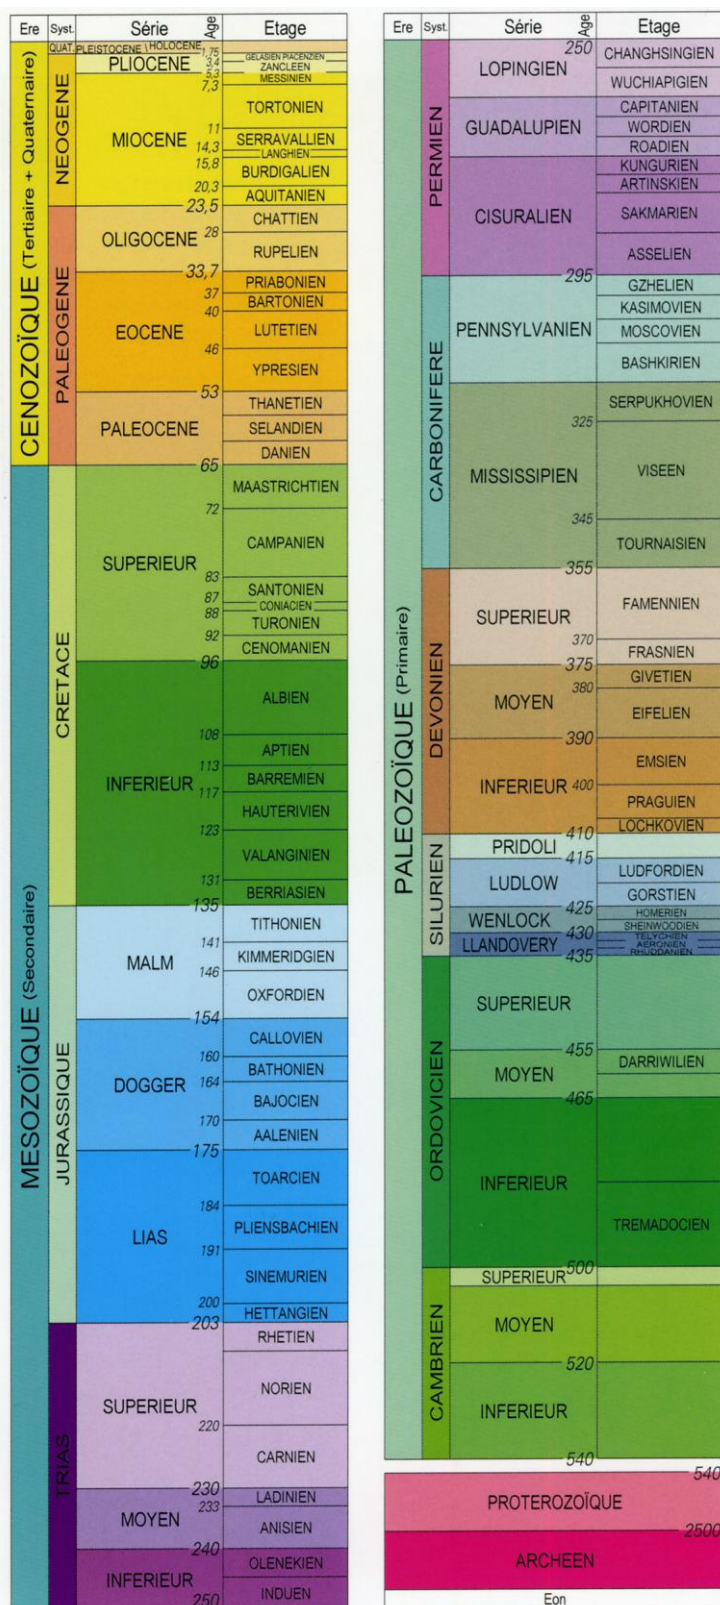 Ere Syst. Série Age Etage
CENOZOÏQUE (Tertiaire + Quaternaire)
QUAT. PLEISTOCENE \ HOLOCENE
1,75
NEOGENE
PLIOCENE
GELASIEN PIACENZIEN
3,4
ZANCLEEN
5,3
MIOCENE
MESSINIEN
7,3
TORTONIEN
11
SERRAVALLIEN
14,3
LANGHIEN
15,8
BURDIGALIEN
20,3
AQUITANIEN
23,5
PALEOGENE
OLIGOCENE
CHATTIEN
28
RUPELIEN
33,7
EOCENE
PRIABONIEN
37
BARTONIEN
40
LUTETIEN
46
YPRESIEN
53
PALEOCENE
THANETIEN
SELANDIEN
DANIEN
65
MESOZOÏQUE (Secondaire)
CRETACE
SUPERIEUR
MAASTRICHTIEN
72
CAMPANIEN
83
SANTONIEN
87
CONIACIEN
88
TURONIEN
92
CENOMANIEN
96
INFERIEUR
ALBIEN
108
APTIEN
113
BARREMIEN
117
HAUTERIVIEN
123
VALANGINIEN
131
BERRIASIEN
135
JURASSIQUE
MALM
TITHONIEN
141
KIMMERIDGIEN
146
OXFORDIEN
154
DOGGER
CALLOVIEN
160
BATHONIEN
164
BAJOCIEN
170
AALENIEN
175
LIAS
TOARCIEN
184
PLIENSBACHIEN
191
SINEMURIEN
200
HETTANGIEN
203
TRIAS
SUPERIEUR
RHETIEN
NORIEN
220
CARNIEN
230
MOYEN
LADINIEN
233
ANISIEN
240
INFERIEUR
OLENEKIEN
INDUEN
250
Ere Syst. Série Age Etage
250
PALEOZOÏQUE (Primaire)
PERMIEN
LOPINGIEN
CHANGHSINGIEN
WUCHIAPIGIEN
GUADALUPIEN
CAPITANIEN
WORDIEN
ROADIEN
CISURALIEN
KUNGURIEN
ARTINSKIEN
SAKMARIEN
ASSELIEN
295
CARBONIFERE
PENNSYLVANIEN
GZHELIEN
KASIMOVIEN
MOSCOVIEN
BASHKIRIEN
MISSISSIPIEN
SERPUKHOVIEN
325
VISEEN
345
TOURNAISIEN
355
DEVONIEN
SUPERIEUR
FAMENNIEN
370
FRASNIEN
375
MOYEN
GIVETIEN
380
EIFELIEN
390
INFERIEUR
EMSIEN
400
PRAGUIEN
LOCHKOVIEN
410
SILURIEN
PRIDOLI
415
LUDLOW
LUDFORDIEN
GORSTIEN
425
WENLOCK
HOMERIEN
SHEINWOODIEN
430
LLANDOVERY
TELYCHIEN
AERONIEN
RHUDDANIEN
435
ORDOVICIEN
SUPERIEUR
455
MOYEN
DARRIWILIEN
465
INFERIEUR
TREMADOCIEN
500
CAMBRIEN
SUPERIEUR
MOYEN
520
INFERIEUR
540
540
PROTEROZOÏQUE
2500
ARCHEEN
Eon